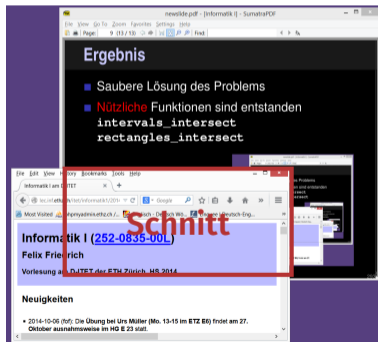 newslide.pdf - [Informatik I] - SumatraPDF
File View Go To Zoom Favorites Settings Help
Page: 9 (13 / 13) Find:
Ergebnis
Saubere Lösung des Problems
Nützliche Funktionen sind entstanden
intervals_intersect
rectangles_intersect
File Edit View History Bookmarks Tools Help
Informatik I am D-ITET
Google
Most Visited
Schnitt
Informatik I (252-0835-00L)
Felix Friedrich
Vorlesung am D-ITET der ETH Zürich, HS 2014
Neuigkeiten
2014-10-06 (fof): Die Übung bei Urs Müller (Mo. 13-15 im ETZ E6) findet am 27.
Oktober ausnahmsweise im HG E 23 statt.